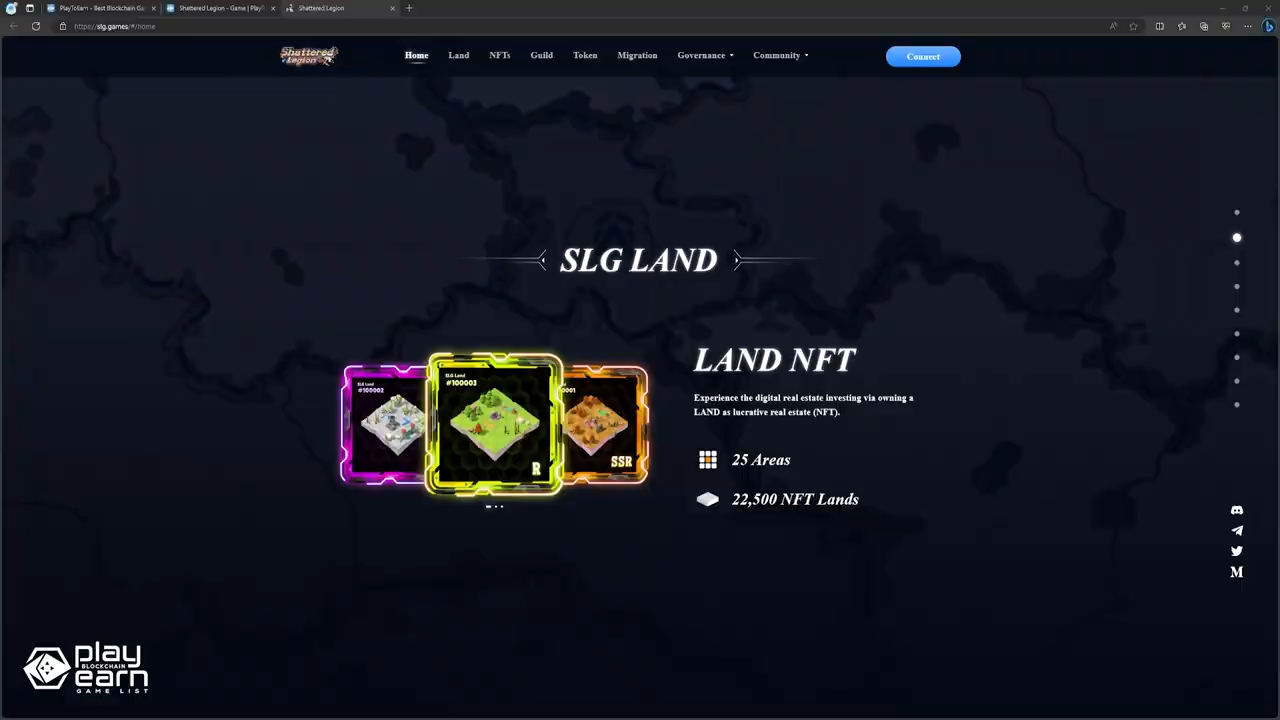 PlayToEarn - Best Blockchain Ga
Shattered Legion - Game | PlayT
Shattered Legion
https://slg.games/#/home
Shattered Legion
Home
Land
NFTs
Guild
Token
Migration
Governance
Community
Connect
SLG LAND
SLG Land
#100002
SLG Land
#100003
R
SSR
LAND NFT
Experience the digital real estate investing via owning a
LAND as lucrative real estate (NFT).
25 Areas
22,500 NFT Lands
M
play
BLOCKCHAIN
earn
GAME LIST